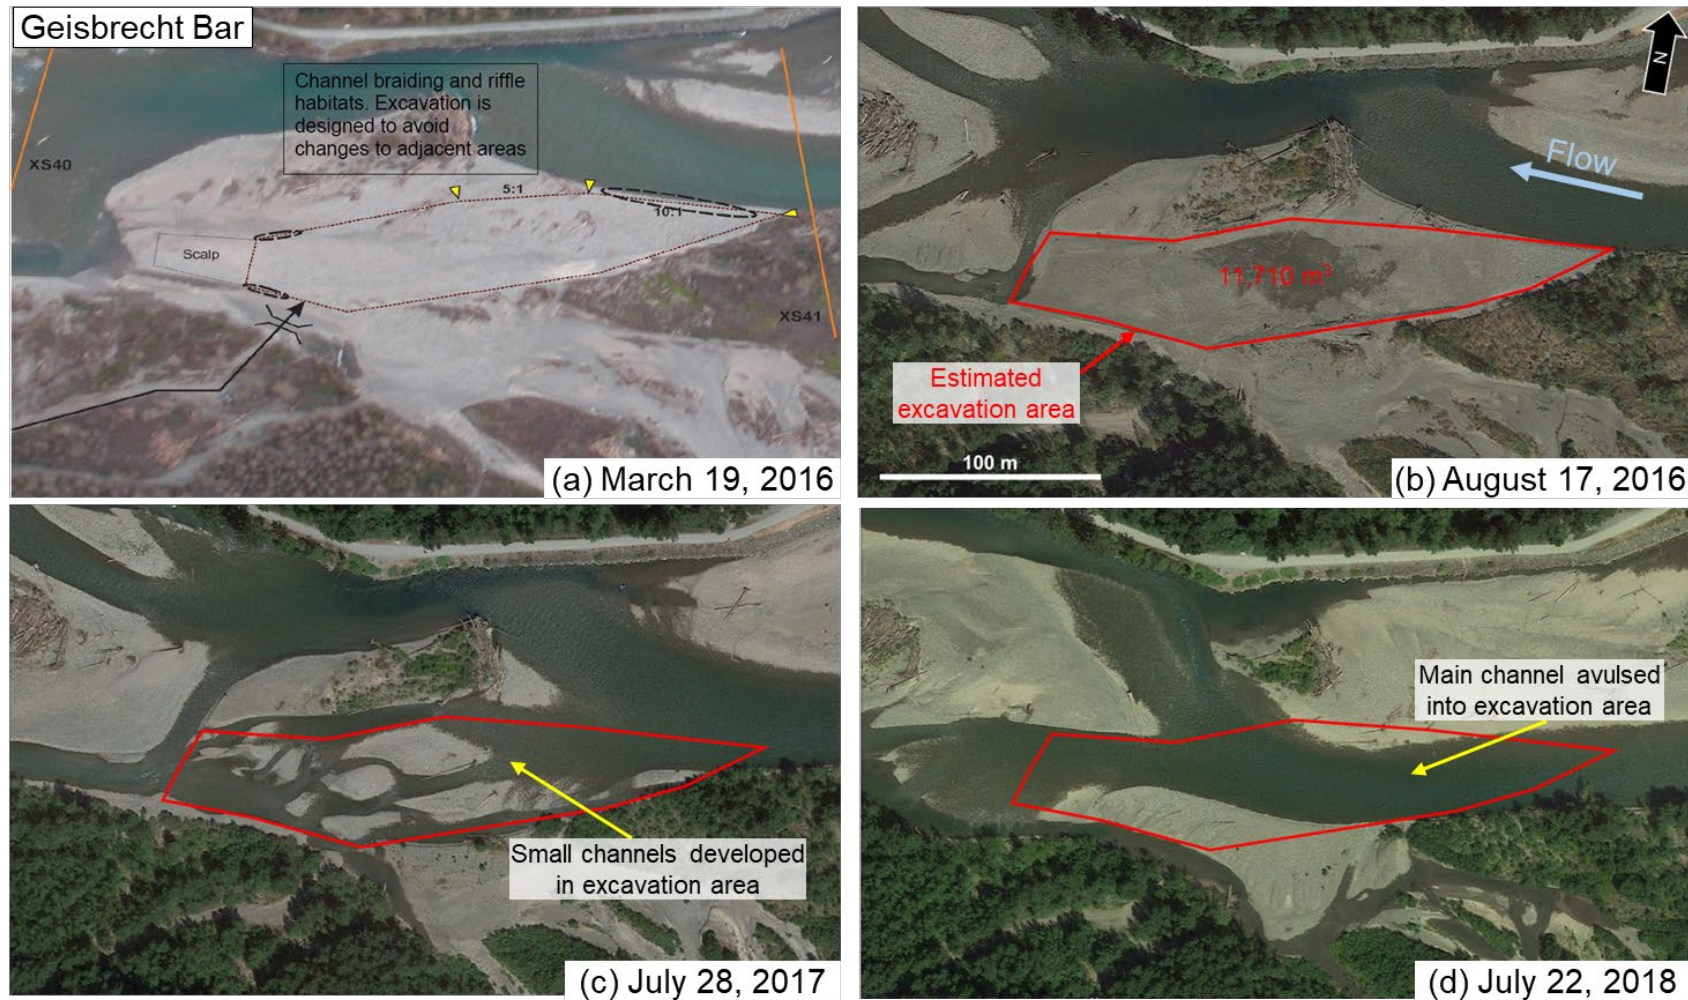 Geisbrecht Bar
Channel braiding and riffle
habitats. Excavation is
designed to avoid
changes to adjacent areas
XS40
5:1
10:1
Scalp
XS41
(a) March 19, 2016
N
Flow
11,710 m³
Estimated
excavation area
100 m
(b) August 17, 2016
Small channels developed
in excavation area
(c) July 28, 2017
Main channel avulsed
into excavation area
(d) July 22, 2018